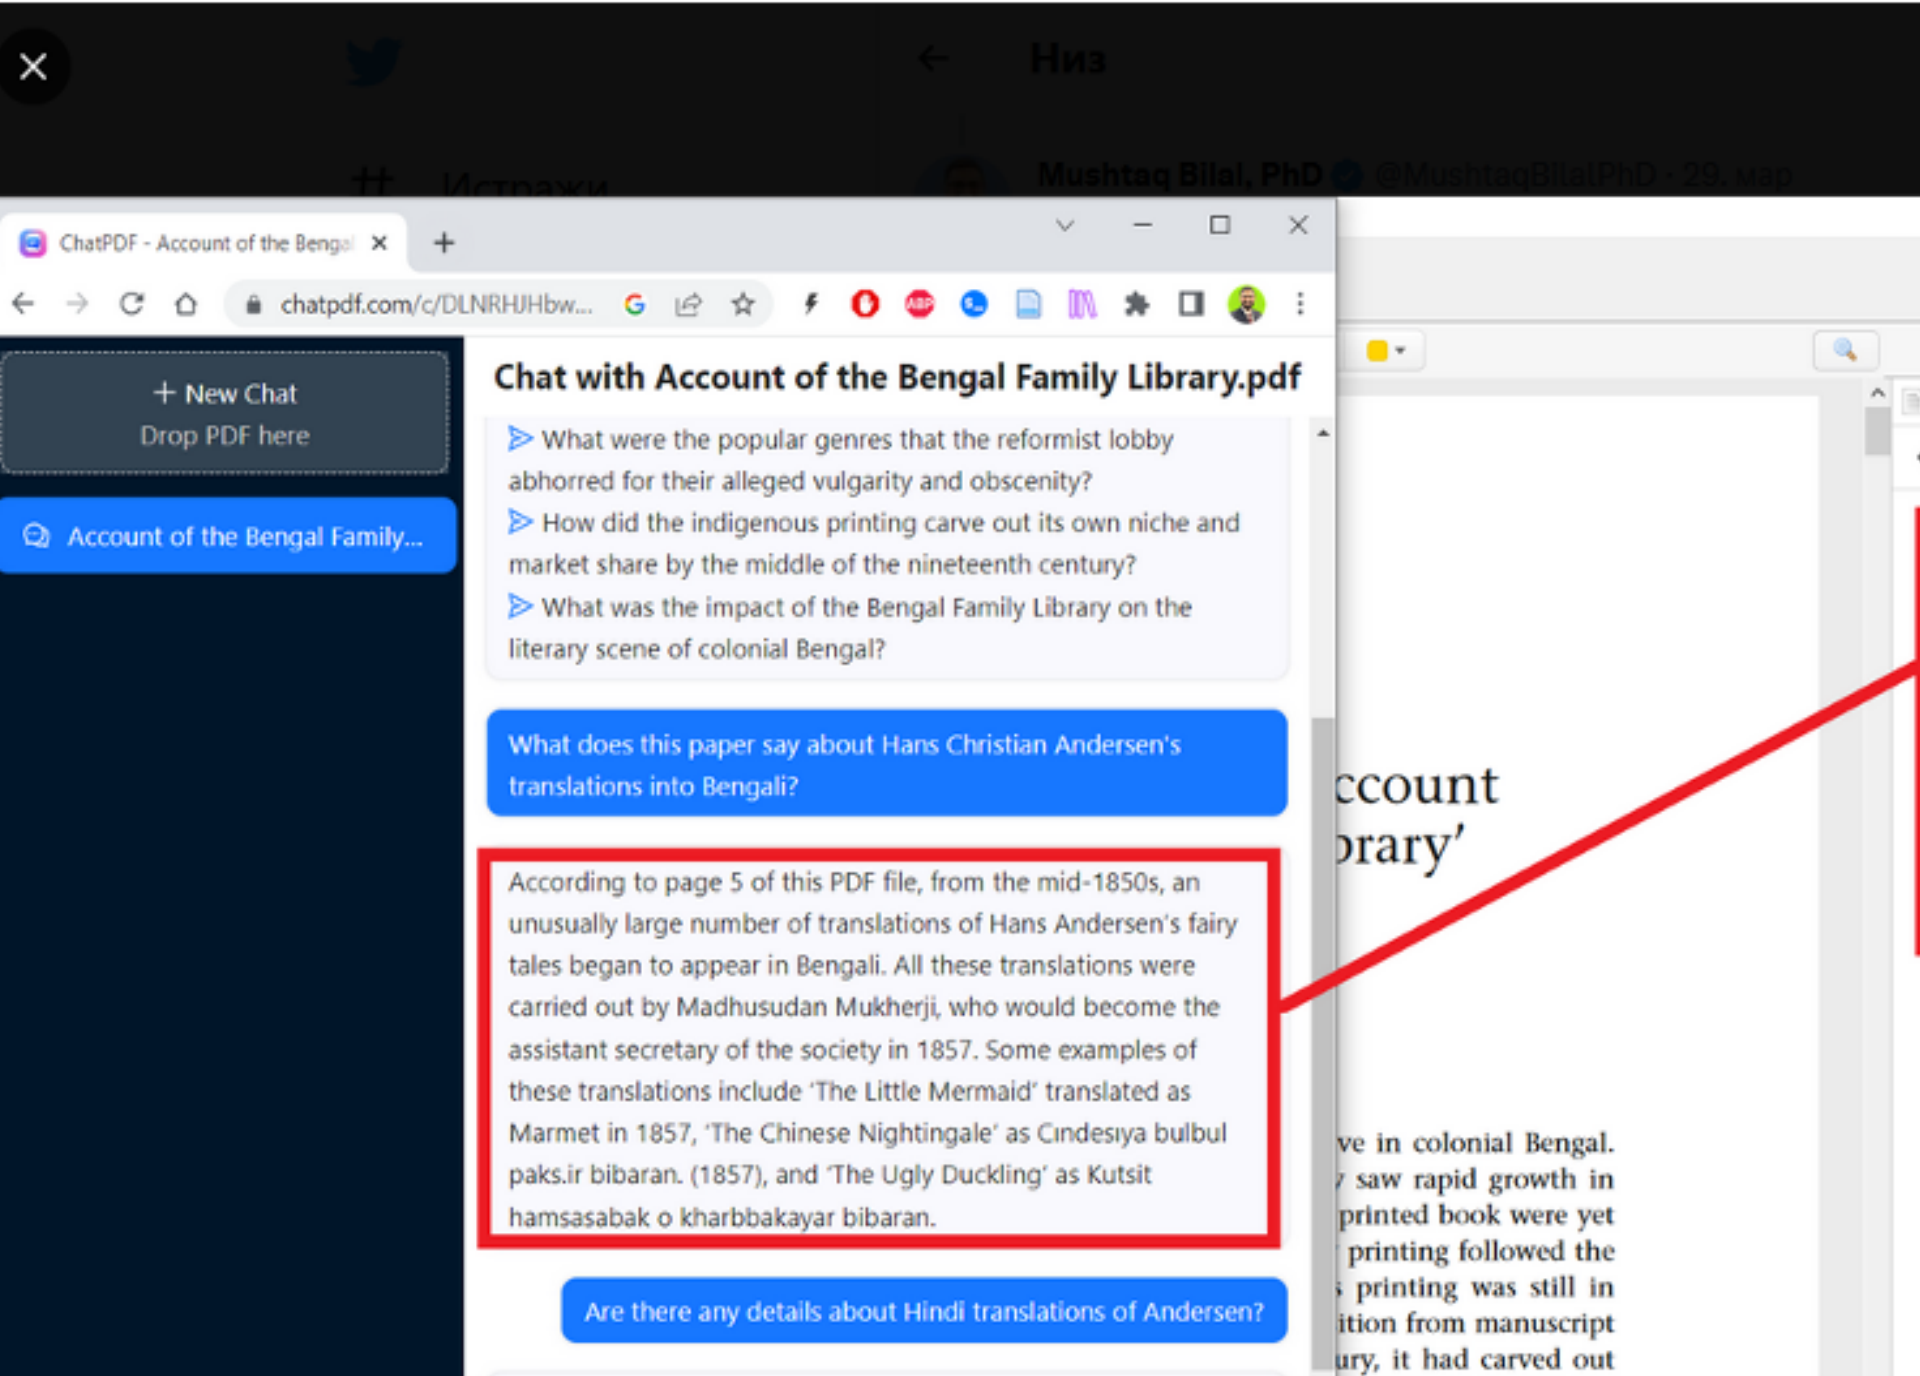 Низ
Истражи
Mushtaq Bilal, PhD @MushtaqBilalPhD · 29. мар
ChatPDF - Account of the Bengal
chatpdf.com/c/DLNRHJHbw...
ABP
+ New Chat
Drop PDF here
Account of the Bengal Family...
Chat with Account of the Bengal Family Library.pdf
What were the popular genres that the reformist lobby
abhorred for their alleged vulgarity and obscenity?
How did the indigenous printing carve out its own niche and
market share by the middle of the nineteenth century?
What was the impact of the Bengal Family Library on the
literary scene of colonial Bengal?
What does this paper say about Hans Christian Andersen's
translations into Bengali?
According to page 5 of this PDF file, from the mid-1850s, an
unusually large number of translations of Hans Andersen's fairy
tales began to appear in Bengali. All these translations were
carried out by Madhusudan Mukherji, who would become the
assistant secretary of the society in 1857. Some examples of
these translations include ‘The Little Mermaid’ translated as
Marmet in 1857, ‘The Chinese Nightingale’ as Cındesıya bulbul
paks.ir bibaran. (1857), and ‘The Ugly Duckling’ as Kutsit
hamsasabak o kharbbakayar bibaran.
Are there any details about Hindi translations of Andersen?
ccount
brary’
ve in colonial Bengal.
saw rapid growth in
printed book were yet
printing followed the
printing was still in
ition from manuscript
ury, it had carved out